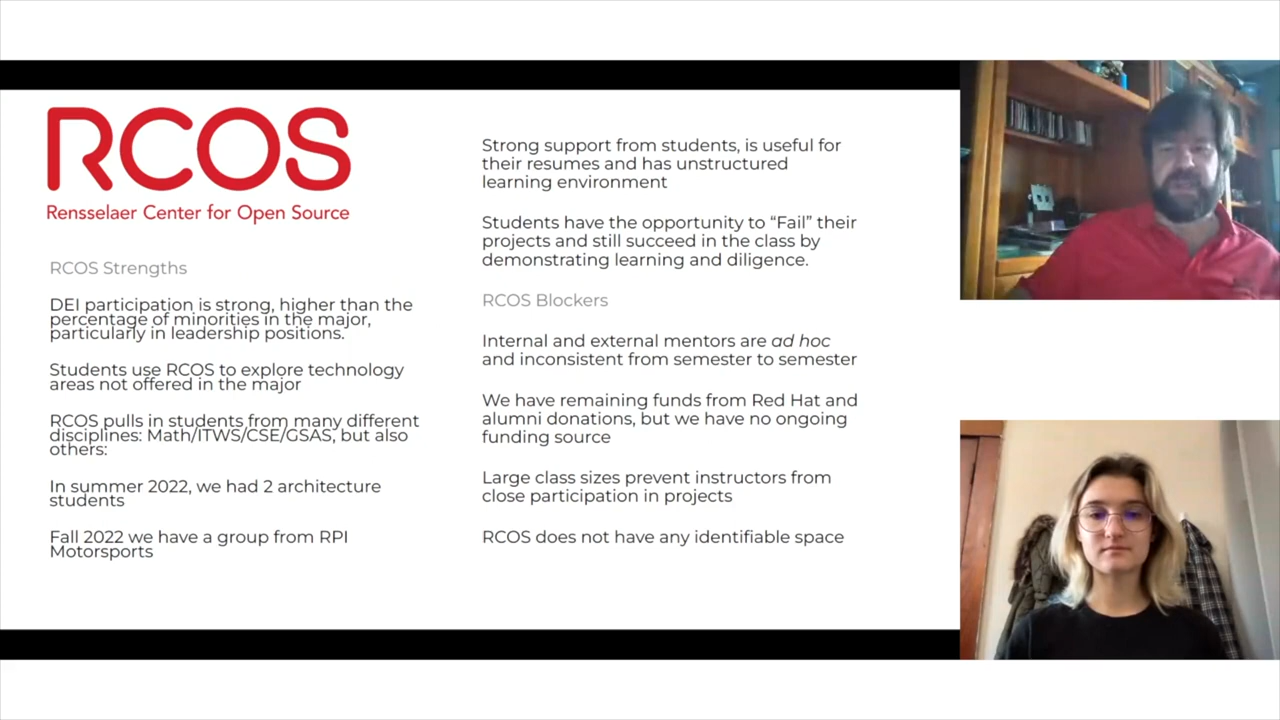 RCOS
Rensselaer Center for Open Source
RCOS Strengths
DEI participation is strong, higher than the
percentage of minorities in the major,
particularly in leadership positions.
Students use RCOS to explore technology
areas not offered in the major
RCOS pulls in students from many different
disciplines: Math/ITWS/CSE/GSAS, but also
others:
In summer 2022, we had 2 architecture
students
Fall 2022 we have a group from RPI
Motorsports
Strong support from students, is useful for
their resumes and has unstructured
learning environment
Students have the opportunity to “Fail” their
projects and still succeed in the class by
demonstrating learning and diligence.
RCOS Blockers
Internal and external mentors are ad hoc
and inconsistent from semester to semester
We have remaining funds from Red Hat and
alumni donations, but we have no ongoing
funding source
Large class sizes prevent instructors from
close participation in projects
RCOS does not have any identifiable space